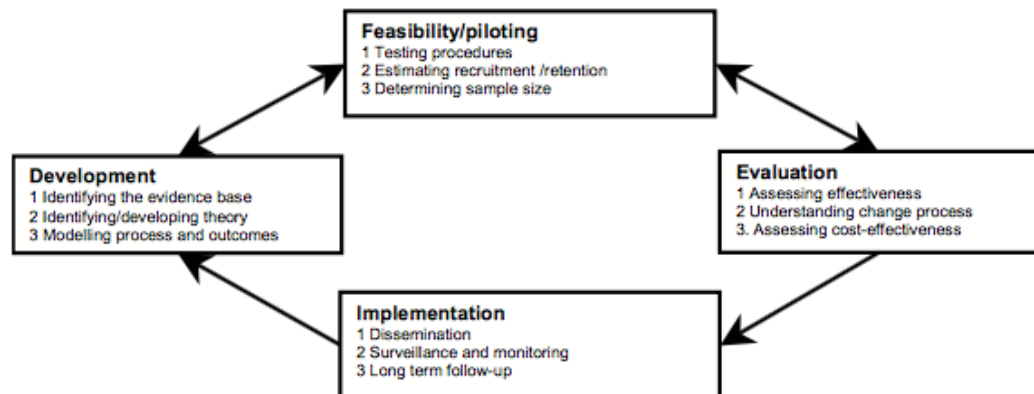 Feasibility/piloting
1 Testing procedures
2 Estimating recruitment /retention
3 Determining sample size
Development
1 Identifying the evidence base
2 Identifying/developing theory
3 Modelling process and outcomes
Evaluation
1 Assessing effectiveness
2 Understanding change process
3. Assessing cost-effectiveness
Implementation
1 Dissemination
2 Surveillance and monitoring
3 Long term follow-up